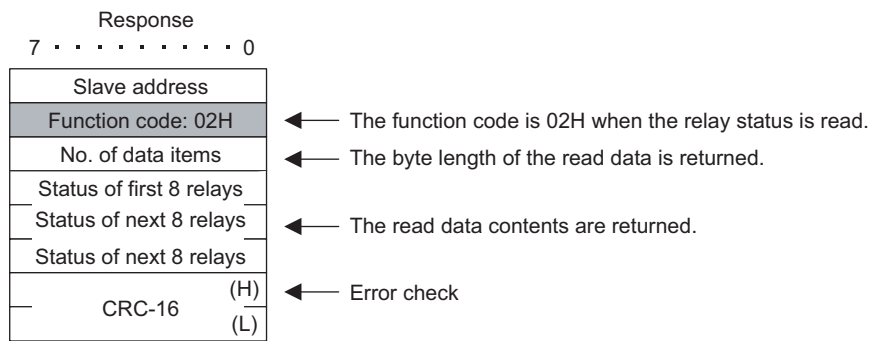 Response
7 · · · · · · · · · 0
Slave address
Function code: 02H
The function code is 02H when the relay status is read.
No. of data items
The byte length of the read data is returned.
Status of first 8 relays
Status of next 8 relays
The read data contents are returned.
Status of next 8 relays
(H)
Error check
CRC-16
(L)